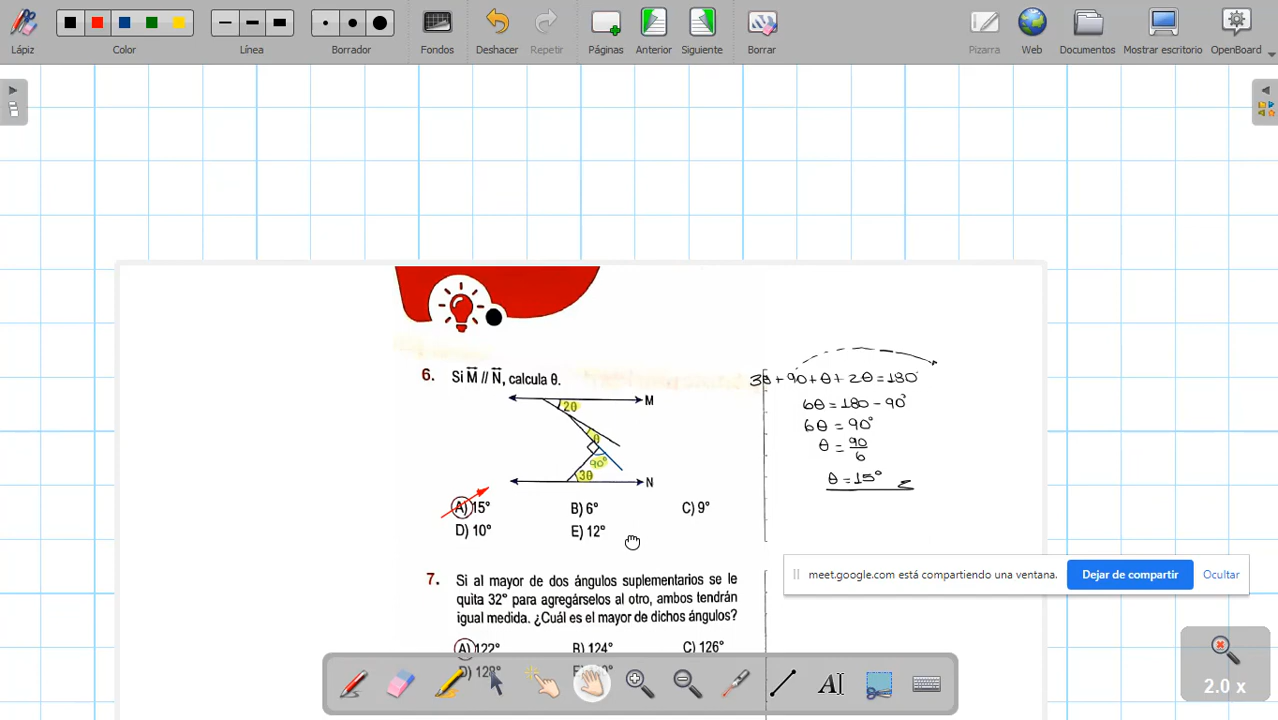 Lápiz
Color
Línea
Borrador
Fondos
Deshacer
Repetir
Páginas
Anterior
Siguiente
Borrar
Pizarra
Web
Documentos
Mostrar escritorio
OpenBoard
6. Si M // N, calcula θ.
2θ
M
θ
90°
3θ
N
A) 15°
B) 6°
C) 9°
D) 10°
E) 12°
3θ+90+θ+2θ=180°
6θ=180-90°
6θ=90°
θ=90/6
θ=15°
meet.google.com está compartiendo una ventana.
Dejar de compartir
Ocultar
7. Si al mayor de dos ángulos suplementarios se le
quita 32° para agregárselos al otro, ambos tendrán
igual medida. ¿Cuál es el mayor de dichos ángulos?
A) 122°
B) 124°
C) 126°
D) 128°
2.0 x